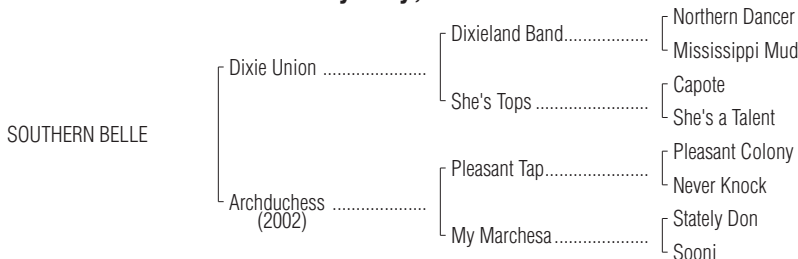 Northern Dancer
Dixieland Band....................
Mississippi Mud
Dixie Union ......................
Capote
She's Tops ...........................
She's a Talent
SOUTHERN BELLE
Pleasant Colony
Pleasant Tap......................
Never Knock
Archduchess ....................
(2002)
Stately Don
My Marchesa.....................
Sooni